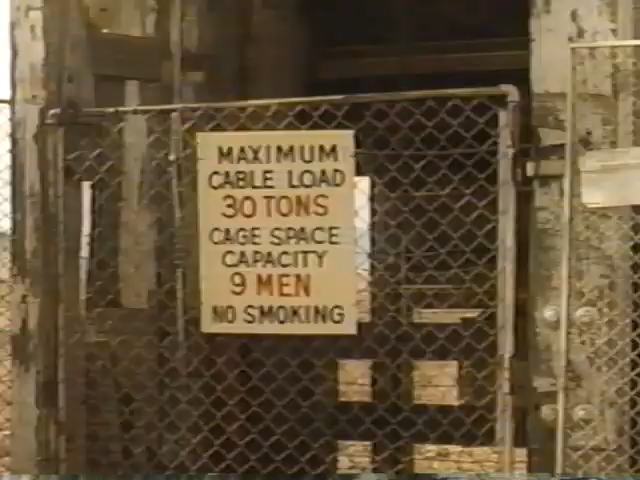 MAXIMUM
CABLE LOAD
30 TONS
CAGE SPACE
CAPACITY
9 MEN
NO SMOKING